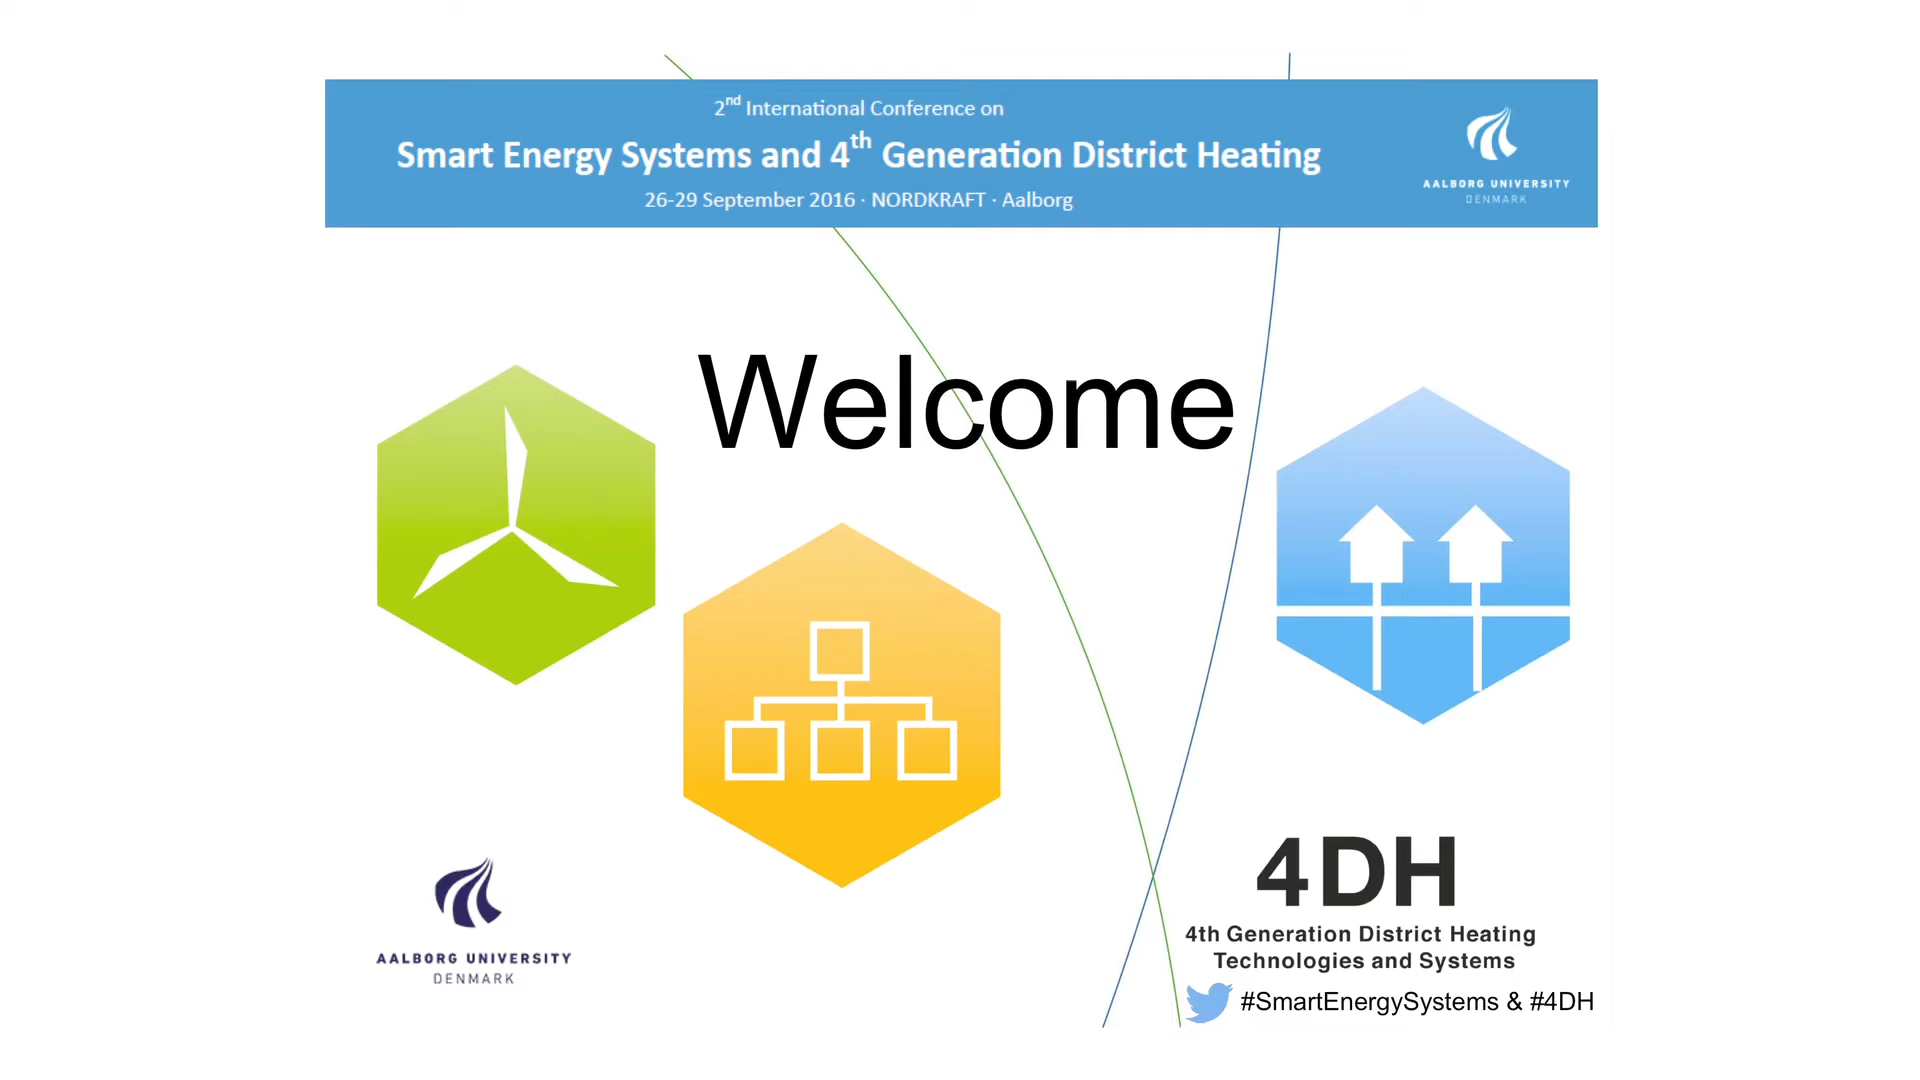 2nd International Conference on
Smart Energy Systems and 4th Generation District Heating
26-29 September 2016 · NORDKRAFT · Aalborg
AALBORG UNIVERSITY
DENMARK
Welcome
AALBORG UNIVERSITY
DENMARK
4DH
4th Generation District Heating
Technologies and Systems
#SmartEnergySystems & #4DH